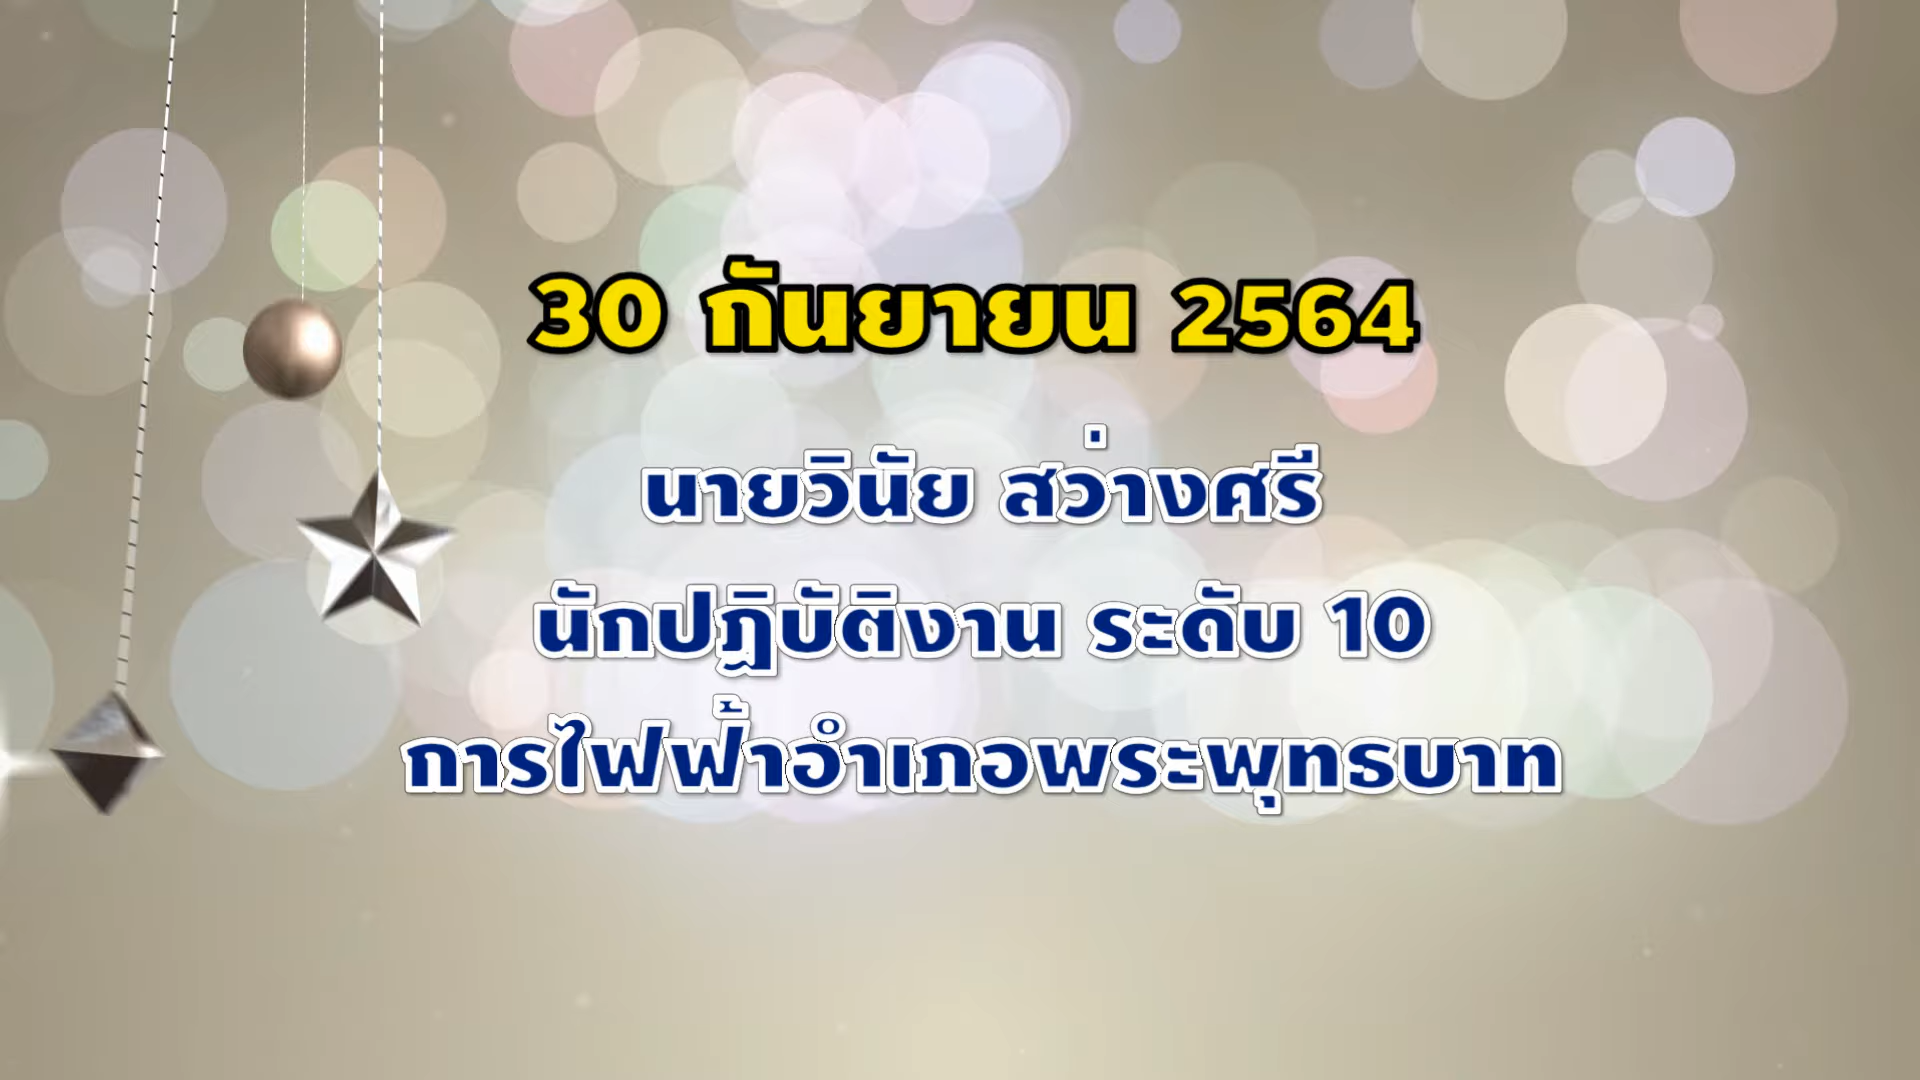 30 กันยายน 2564
นายวินัย สว่างศรี
นักปฏิบัติงาน ระดับ 10
การไฟฟ้าอำเภอพระพุทธบาท